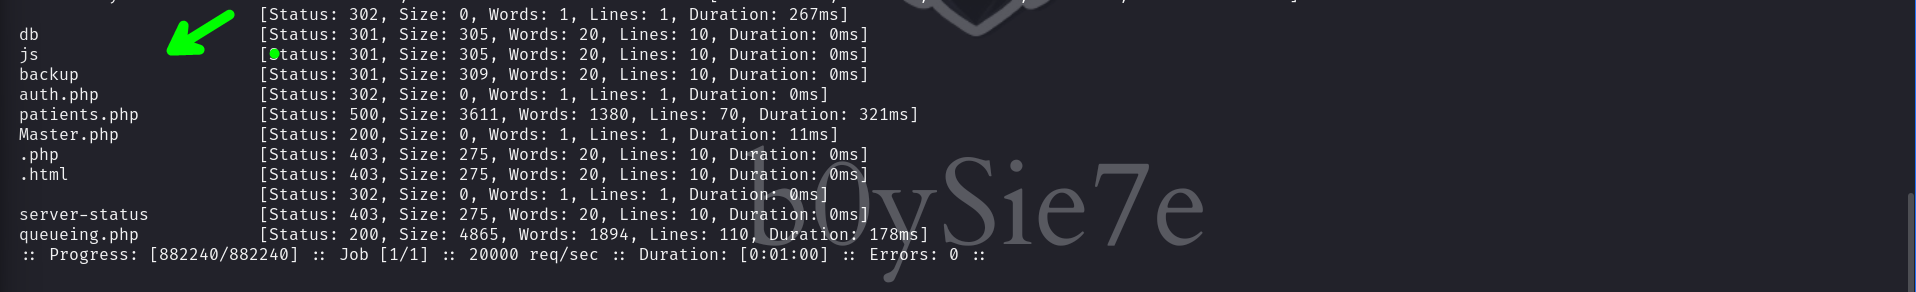 [Status: 302, Size: 0, Words: 1, Lines: 1, Duration: 267ms]
db [Status: 301, Size: 305, Words: 20, Lines: 10, Duration: 0ms]
js [Status: 301, Size: 305, Words: 20, Lines: 10, Duration: 0ms]
backup [Status: 301, Size: 309, Words: 20, Lines: 10, Duration: 0ms]
auth.php [Status: 302, Size: 0, Words: 1, Lines: 1, Duration: 0ms]
patients.php [Status: 500, Size: 3611, Words: 1380, Lines: 70, Duration: 321ms]
Master.php [Status: 200, Size: 0, Words: 1, Lines: 1, Duration: 11ms]
.php [Status: 403, Size: 275, Words: 20, Lines: 10, Duration: 0ms]
.html [Status: 403, Size: 275, Words: 20, Lines: 10, Duration: 0ms]
[Status: 302, Size: 0, Words: 1, Lines: 1, Duration: 0ms]
server-status [Status: 403, Size: 275, Words: 20, Lines: 10, Duration: 0ms]
queueing.php [Status: 200, Size: 4865, Words: 1894, Lines: 110, Duration: 178ms]
:: Progress: [882240/882240] :: Job [1/1] :: 20000 req/sec :: Duration: [0:01:00] :: Errors: 0 ::
b0ySie7e